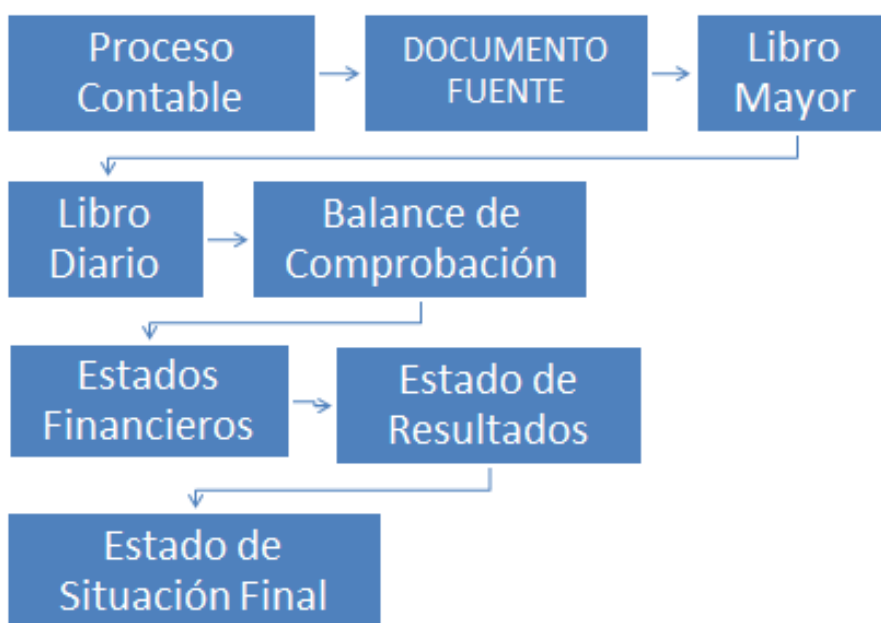 Proceso
Contable
DOCUMENTO
FUENTE
Libro
Mayor
Libro
Diario
Balance de
Comprobación
Estados
Financieros
Estado de
Resultados
Estado de
Situación Final